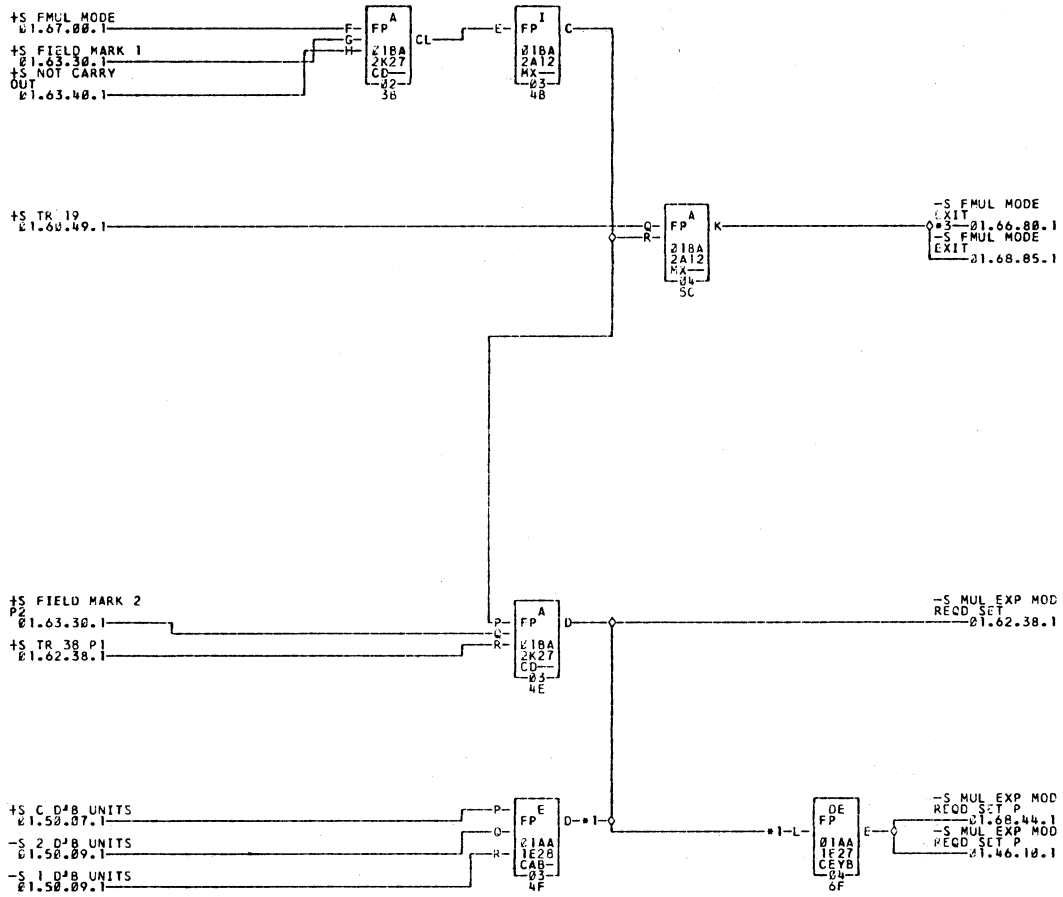 +S FMUL MODE
01.67.00.1
+S FIELD MARK 1
01.63.30.1
+S NOT CARRY
OUT
01.63.40.1
F
G
H
A
FP
01BA
2K27
CD--
02
3B
CL
E
I
FP
01BA
2A12
MX--
03
4B
C
+S TR 19
01.60.49.1
Q
R
A
FP
01BA
2A12
MX--
04
5C
K
-S FMUL MODE
EXIT
*3-01.66.80.1
-S FMUL MODE
EXIT
01.68.85.1
+S FIELD MARK 2
P2
01.63.30.1
+S TR 38 P1
01.62.38.1
P
Q
R
A
FP
01BA
2K27
CD--
03
4E
D
-S MUL EXP MOD
REQD SET
01.62.38.1
+S C D'B UNITS
01.50.07.1
-S 2 D'B UNITS
01.50.09.1
-S 1 D'B UNITS
01.50.09.1
P
Q
R
E
FP
01AA
1E28
CAB-
03
4F
D-*1
*1-L
OE
FP
01AA
1E27
CEYB
04
6F
E
-S MUL EXP MOD
REQD SET P
01.68.44.1
-S MUL EXP MOD
REQD SET P
01.46.10.1